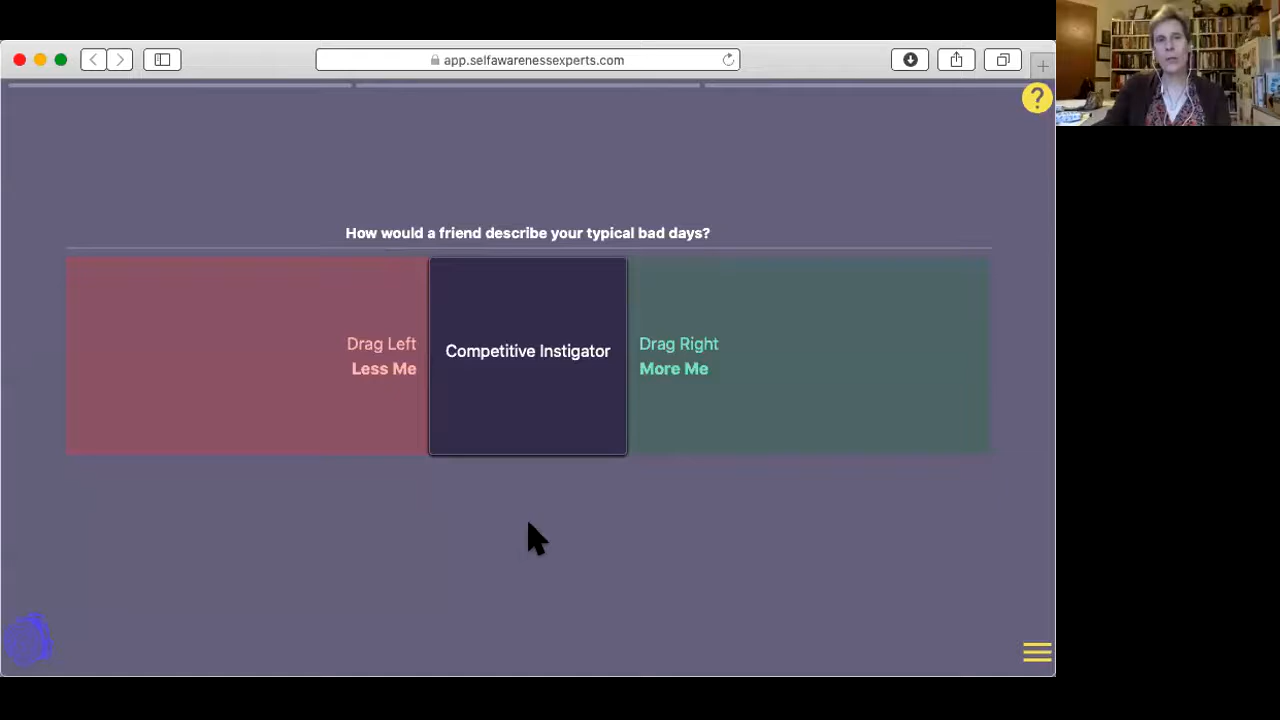 app.selfawarenessexperts.com
?
How would a friend describe your typical bad days?
Drag Left
Less Me
Competitive Instigator
Drag Right
More Me